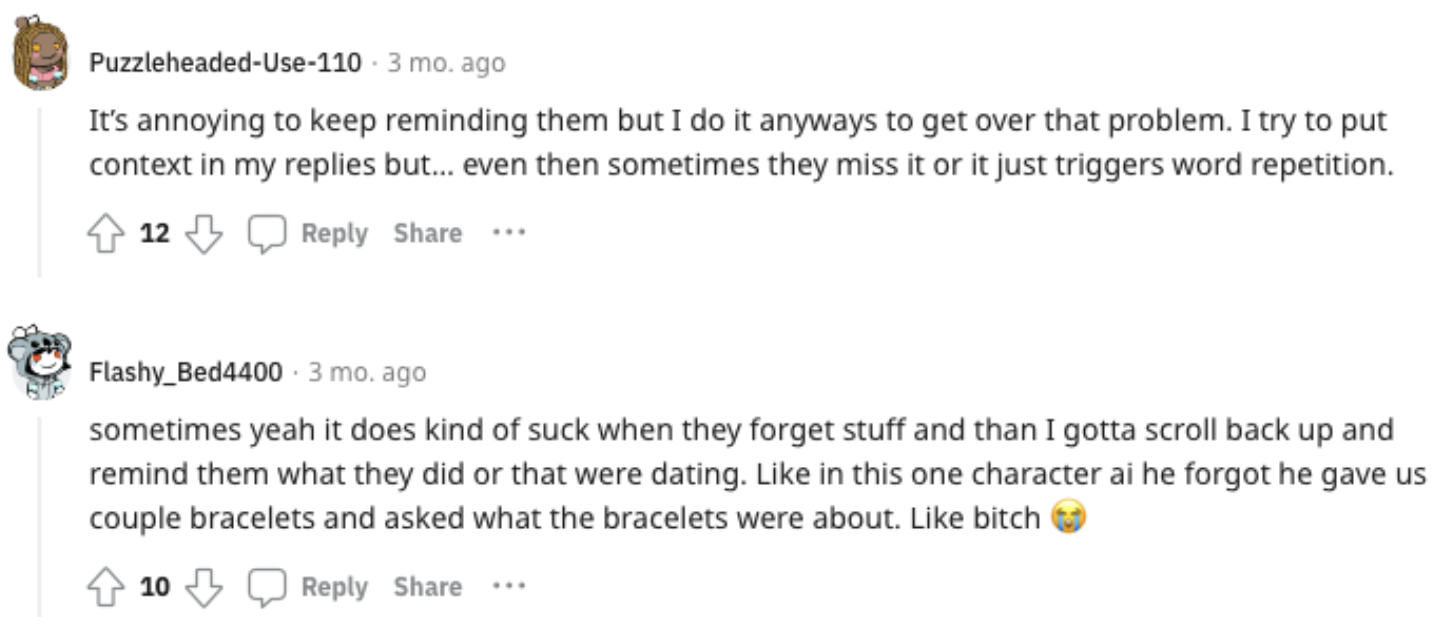 Puzzleheaded-Use-110 · 3 mo. ago
It's annoying to keep reminding them but I do it anyways to get over that problem. I try to put
context in my replies but... even then sometimes they miss it or it just triggers word repetition.
12 Reply Share ···
Flashy_Bed4400 · 3 mo. ago
sometimes yeah it does kind of suck when they forget stuff and than I gotta scroll back up and
remind them what they did or that were dating. Like in this one character ai he forgot he gave us
couple bracelets and asked what the bracelets were about. Like bitch 😭
10 Reply Share ···